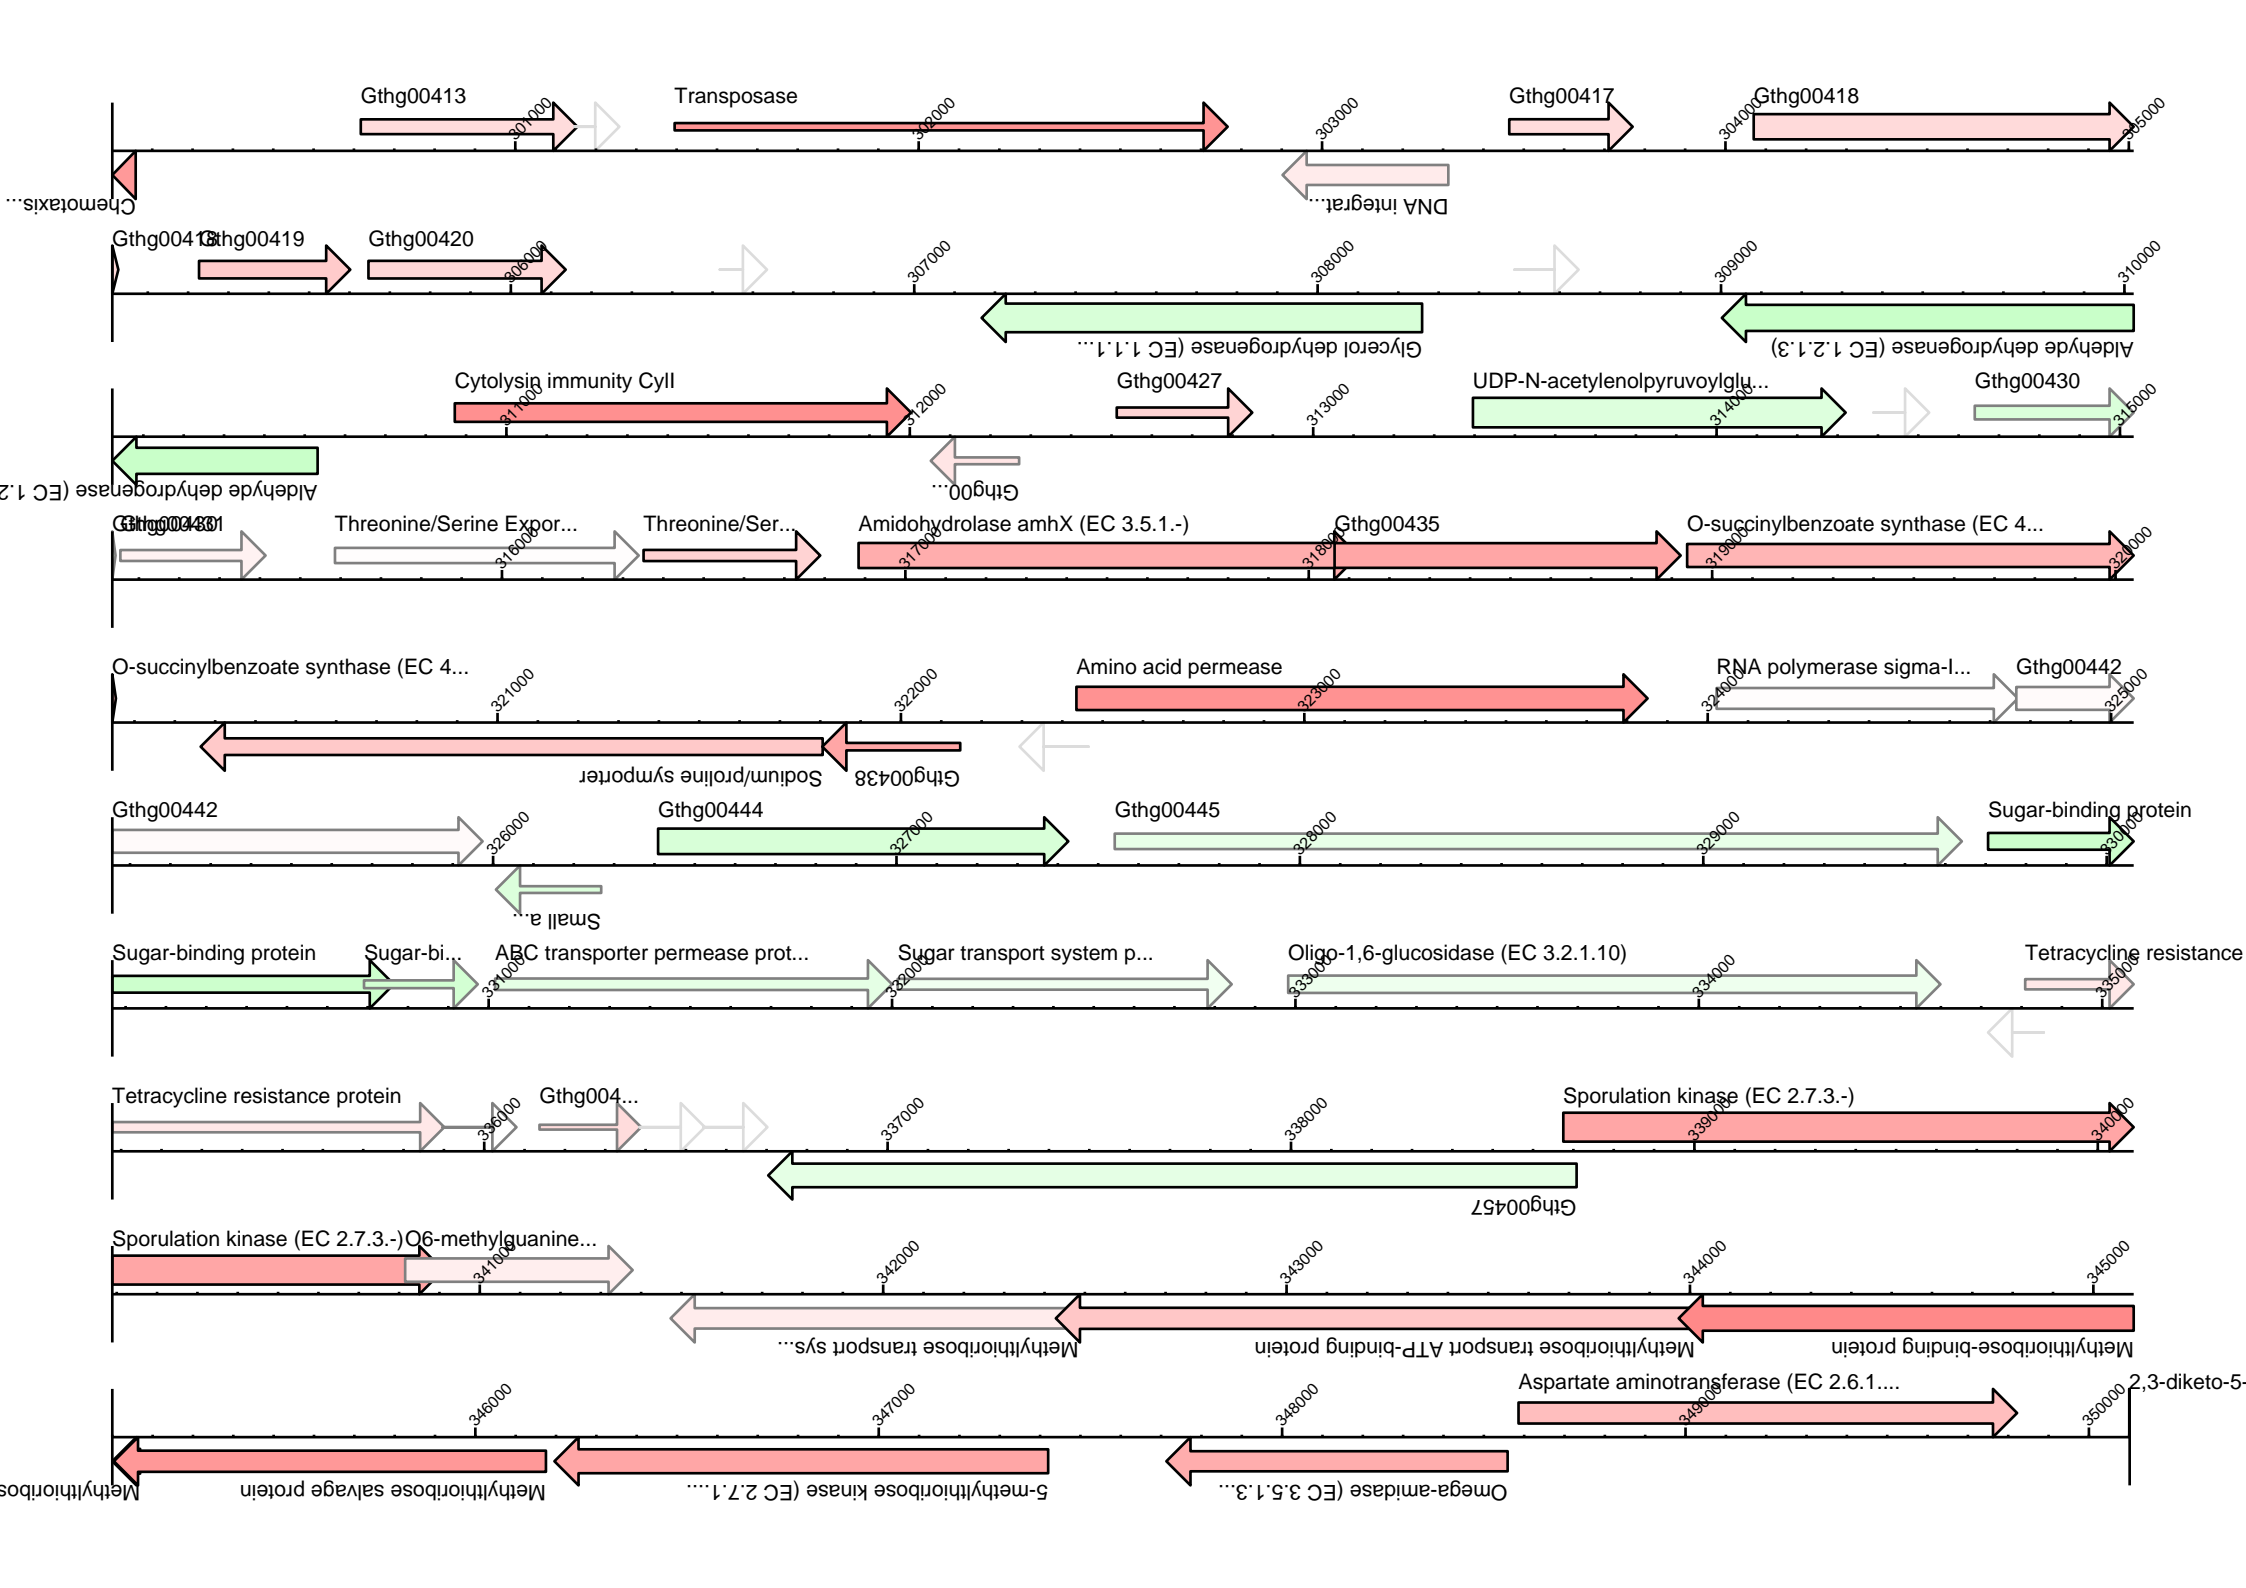 Gthg00413 Transposase Gthg00417 Gthg00418
301000 302000 303000 304000 305000
Chemotaxis... DNA integrat...
Gthg00418 Gthg00419 Gthg00420
306000 307000 308000 309000 310000
Glycerol dehydrogenase (EC 1.1.1.... Aldehyde dehydrogenase (EC 1.2.1.3)
Cytolysin immunity CylI Gthg00427 UDP-N-acetylenolpyruvoylglu... Gthg00430
311000 312000 313000 314000 315000
Aldehyde dehydrogenase (EC 1.2 Gthg00...
Gthg00430 Gthg00431 Threonine/Serine Expor... Threonine/Ser... Amidohydrolase amhX (EC 3.5.1.-) Gthg00435 O-succinylbenzoate synthase (EC 4...
316000 317000 318000 319000 320000
O-succinylbenzoate synthase (EC 4... Amino acid permease RNA polymerase sigma-I... Gthg00442
321000 322000 323000 324000 325000
Sodium/proline symporter Gthg00438
Gthg00442 Gthg00444 Gthg00445 Sugar-binding protein
326000 327000 328000 329000 330000
Small a...
Sugar-binding protein Sugar-bi... ABC transporter permease prot... Sugar transport system p... Oligo-1,6-glucosidase (EC 3.2.1.10) Tetracycline resistance
331000 332000 333000 334000 335000
Tetracycline resistance protein Gthg004... Sporulation kinase (EC 2.7.3.-)
336000 337000 338000 339000 340000
Gthg00457
Sporulation kinase (EC 2.7.3.-) O6-methylguanine...
341000 342000 343000 344000 345000
Methylthioribose transport sys... Methylthioribose transport ATP-binding protein Methylthioribose-binding protein
Aspartate aminotransferase (EC 2.6.1.... 2,3-diketo-5-
346000 347000 348000 349000 350000
Methylthioribos Methylthioribose salvage protein 5-methylthioribose kinase (EC 2.7.1.... Omega-amidase (EC 3.5.1.3...